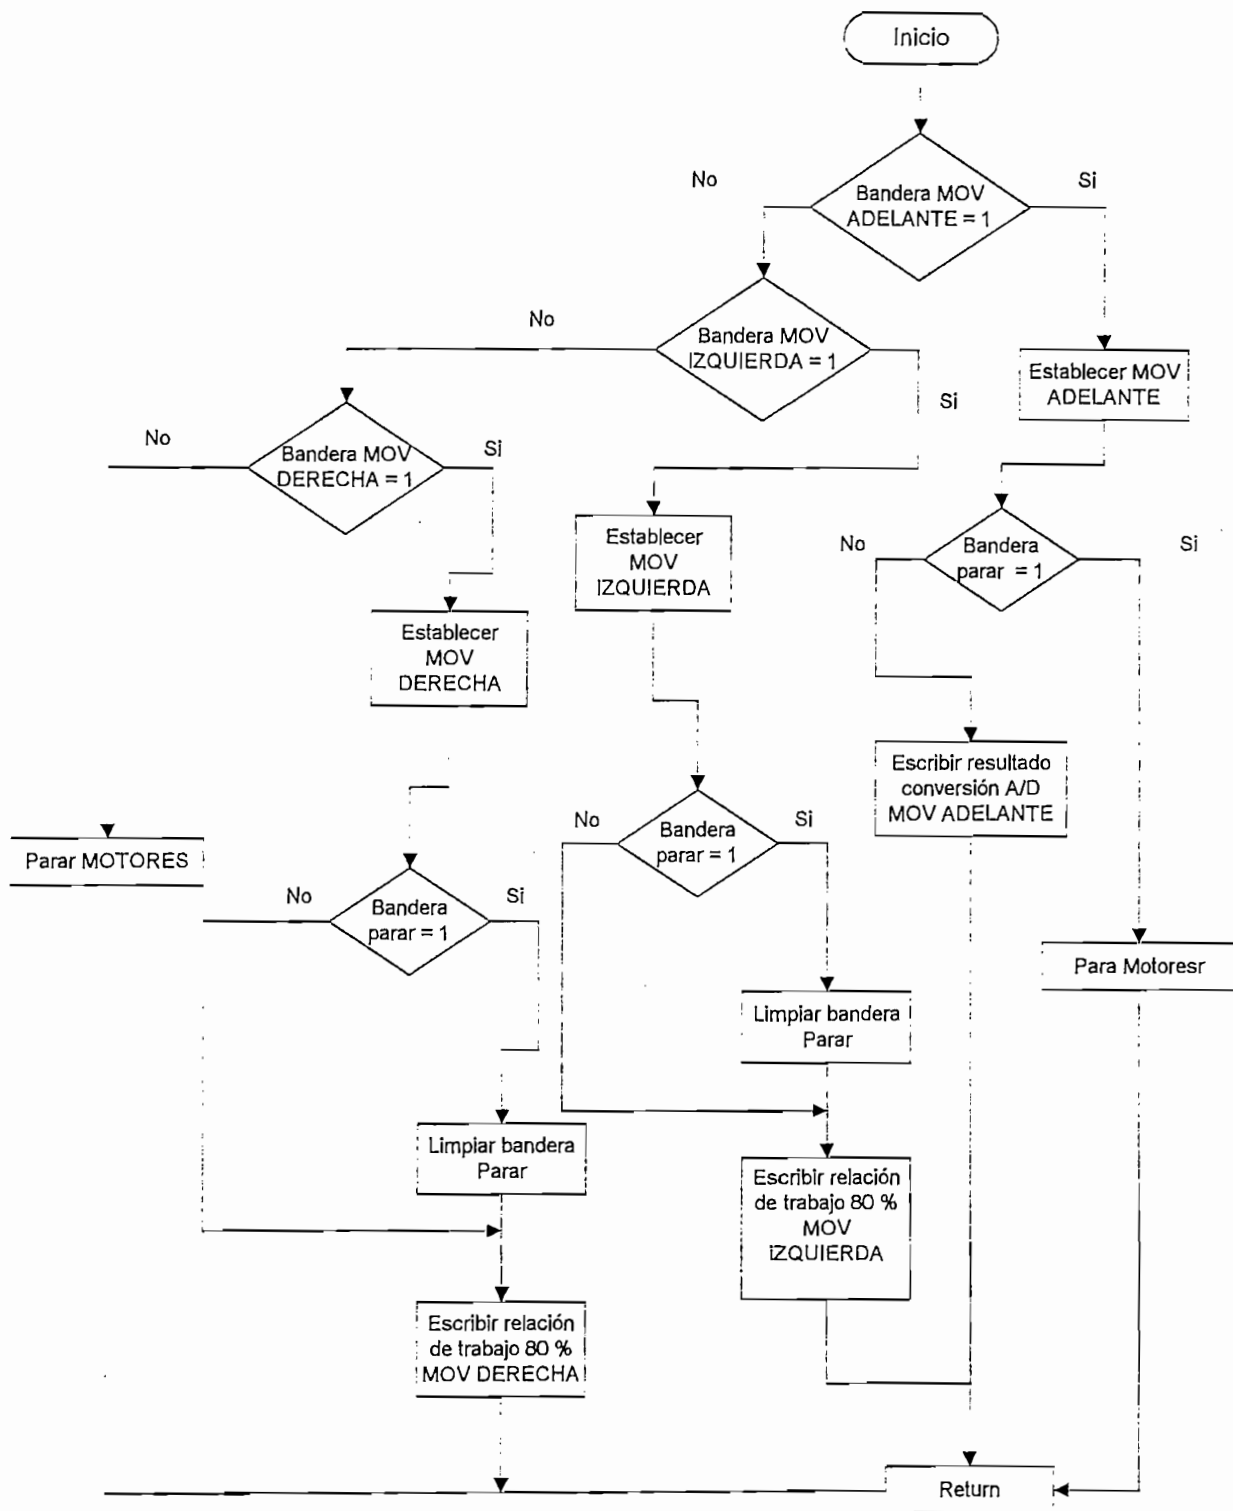 Inicio
No
Si
Bandera MOV
ADELANTE = 1
No
Bandera MOV
IZQUIERDA = 1
Si
Establecer MOV
ADELANTE
No
Bandera MOV
DERECHA = 1
Si
Establecer
MOV
IZQUIERDA
No
Bandera
parar = 1
Si
Establecer
MOV
DERECHA
Escribir resultado
conversión A/D
MOV ADELANTE
No
Bandera
parar = 1
Si
Parar MOTORES
No
Bandera
parar = 1
Si
Para Motoresr
Limpiar bandera
Parar
Limpiar bandera
Parar
Escribir relación
de trabajo 80 %
MOV
IZQUIERDA
Escribir relación
de trabajo 80 %
MOV DERECHA
Return